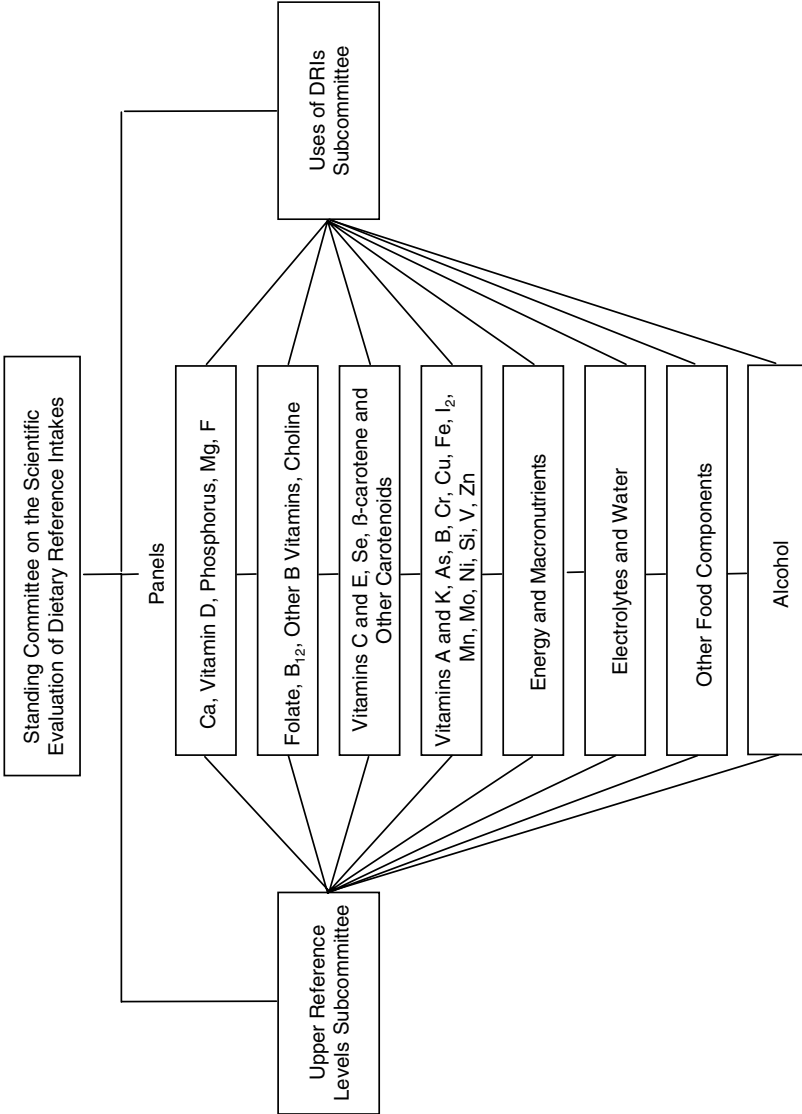 Standing Committee on the Scientific
Evaluation of Dietary Reference Intakes
Panels
Upper Reference
Levels Subcommittee
Uses of DRIs
Subcommittee
Ca, Vitamin D, Phosphorus, Mg, F
Folate, B₁₂, Other B Vitamins, Choline
Vitamins C and E, Se, ß-carotene and
Other Carotenoids
Vitamins A and K, As, B, Cr, Cu, Fe, I₂,
Mn, Mo, Ni, Si, V, Zn
Energy and Macronutrients
Electrolytes and Water
Other Food Components
Alcohol